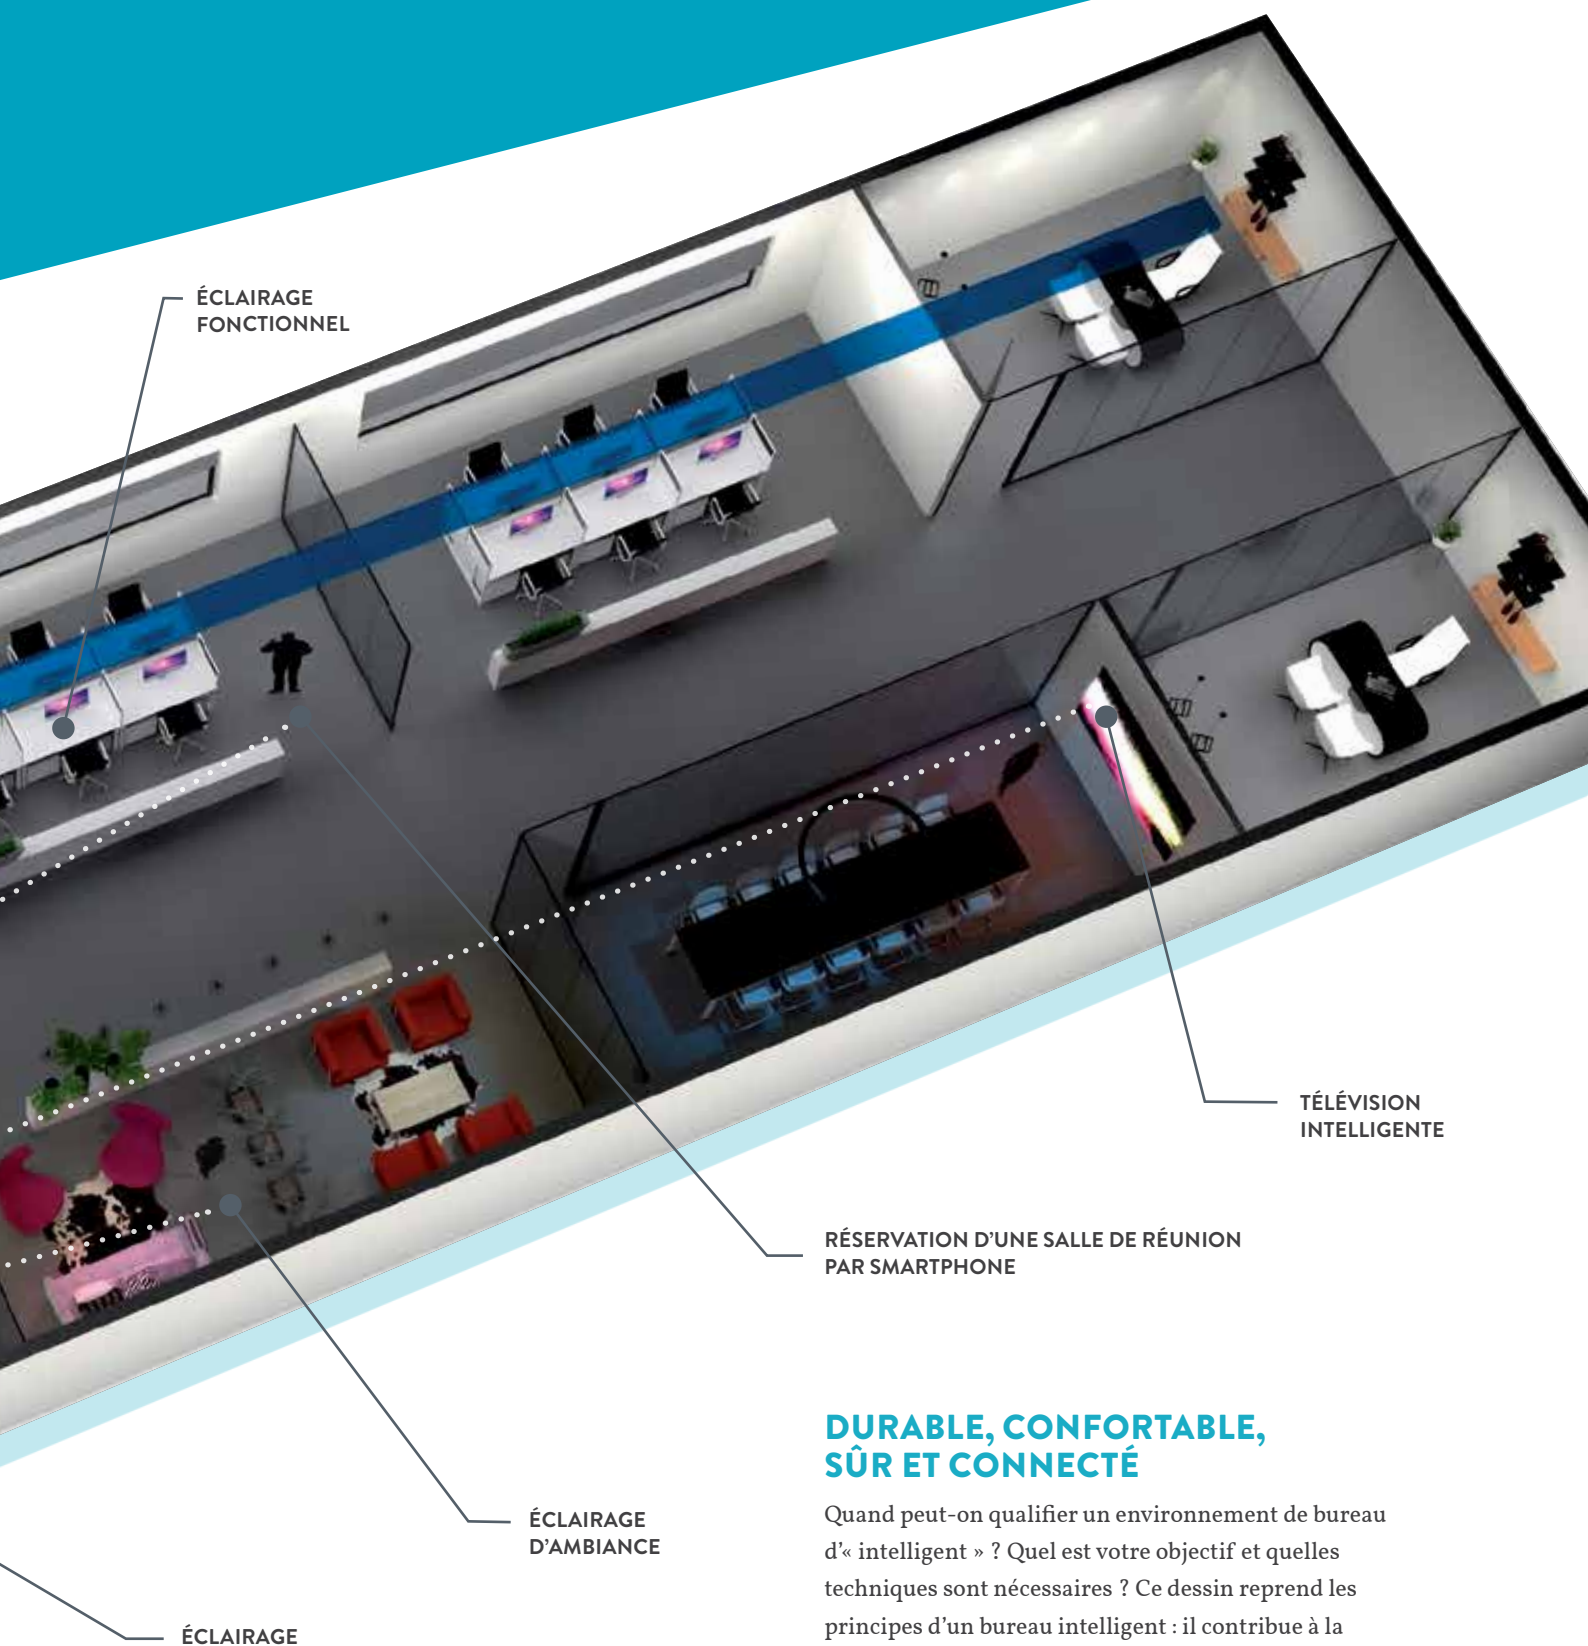 ÉCLAIRAGE
FONCTIONNEL
TÉLÉVISION
INTELLIGENTE
RÉSERVATION D'UNE SALLE DE RÉUNION
PAR SMARTPHONE
ÉCLAIRAGE
D'AMBIANCE
ÉCLAIRAGE
DURABLE, CONFORTABLE,
SÛR ET CONNECTÉ
Quand peut-on qualifier un environnement de bureau
d'« intelligent » ? Quel est votre objectif et quelles
techniques sont nécessaires ? Ce dessin reprend les
principes d'un bureau intelligent : il contribue à la